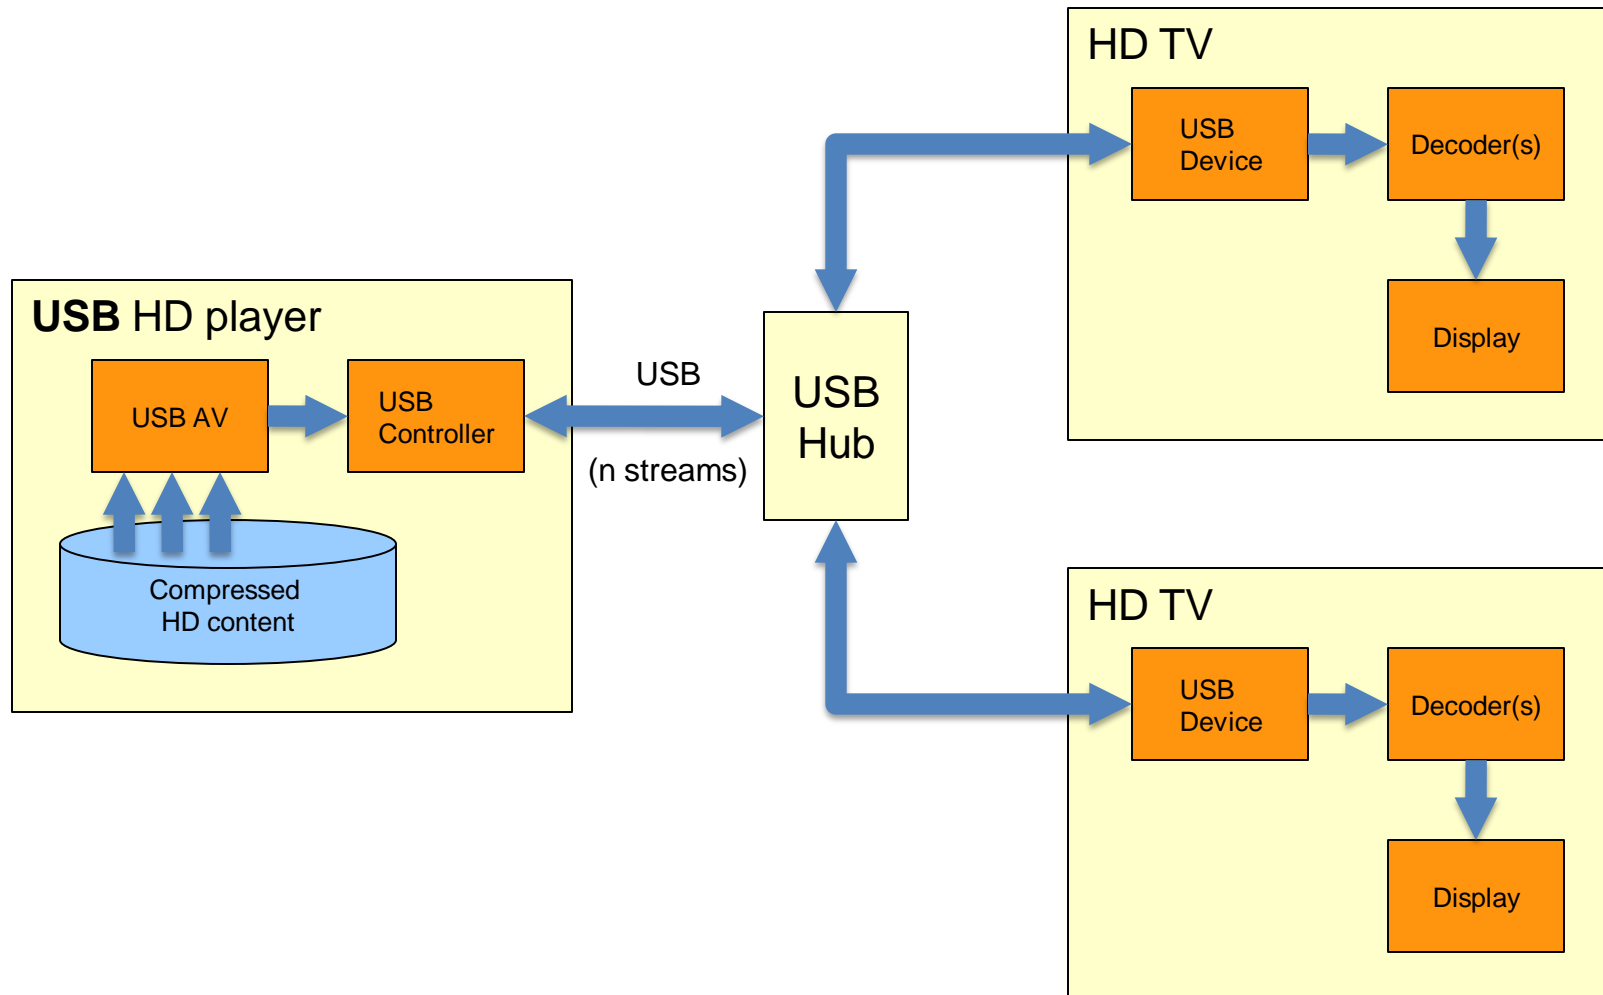 USB HD player
USB AV
USB
Controller
Compressed
HD content
USB
(n streams)
USB
Hub
HD TV
USB
Device
Decoder(s)
Display
HD TV
USB
Device
Decoder(s)
Display